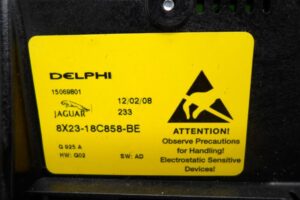 DELPHI
15069801
JAGUAR
12/02/08
233
8X23-18C858-BE
G 925 A
HW: G02 SW: AD
ATTENTION!
Observe Precautions
for Handling!
Electrostatic Sensitive
Devices!